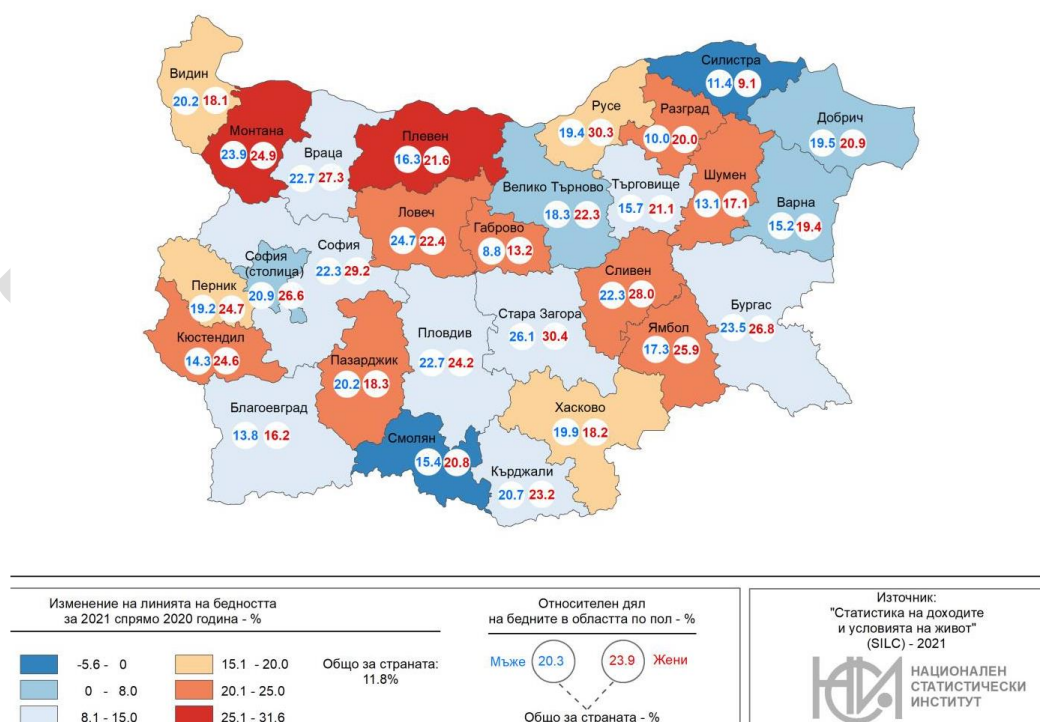 Силистра
11.4 9.1
Видин
20.2 18.1
Русе
19.4 30.3
Разград
10.0 20.0
Добрич
19.5 20.9
Монтана
23.9 24.9
Плевен
16.3 21.6
Враца
22.7 27.3
Шумен
13.1 17.1
Велико Търново
18.3 22.3
Търговище
15.7 21.1
Варна
15.2 19.4
Ловеч
24.7 22.4
Габрово
8.8 13.2
София
22.3 29.2
София
(столица)
20.9 26.6
Сливен
22.3 28.0
Перник
19.2 24.7
Бургас
23.5 26.8
Стара Загора
26.1 30.4
Ямбол
17.3 25.9
Кюстендил
14.3 24.6
Пловдив
22.7 24.2
Пазарджик
20.2 18.3
Благоевград
13.8 16.2
Хасково
19.9 18.2
Смолян
15.4 20.8
Кърджали
20.7 23.2
Изменение на линията на бедността
за 2021 спрямо 2020 година - %
-5.6 - 0
0 - 8.0
8.1 - 15.0
15.1 - 20.0
20.1 - 25.0
25.1 - 31.6
Общо за страната:
11.8%
Относителен дял
на бедните в областта по пол - %
Мъже 20.3 23.9 Жени
Общо за страната - %
Източник:
"Статистика на доходите
и условията на живот"
(SILC) - 2021
НСИ
НАЦИОНАЛЕН
СТАТИСТИЧЕСКИ
ИНСТИТУТ